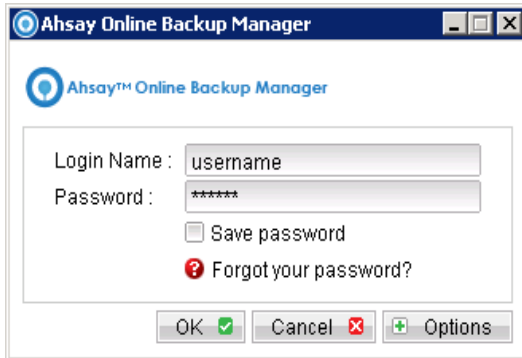 Ahsay Online Backup Manager
Ahsay™ Online Backup Manager
Login Name : username
Password : ******
Save password
Forgot your password?
OK Cancel Options